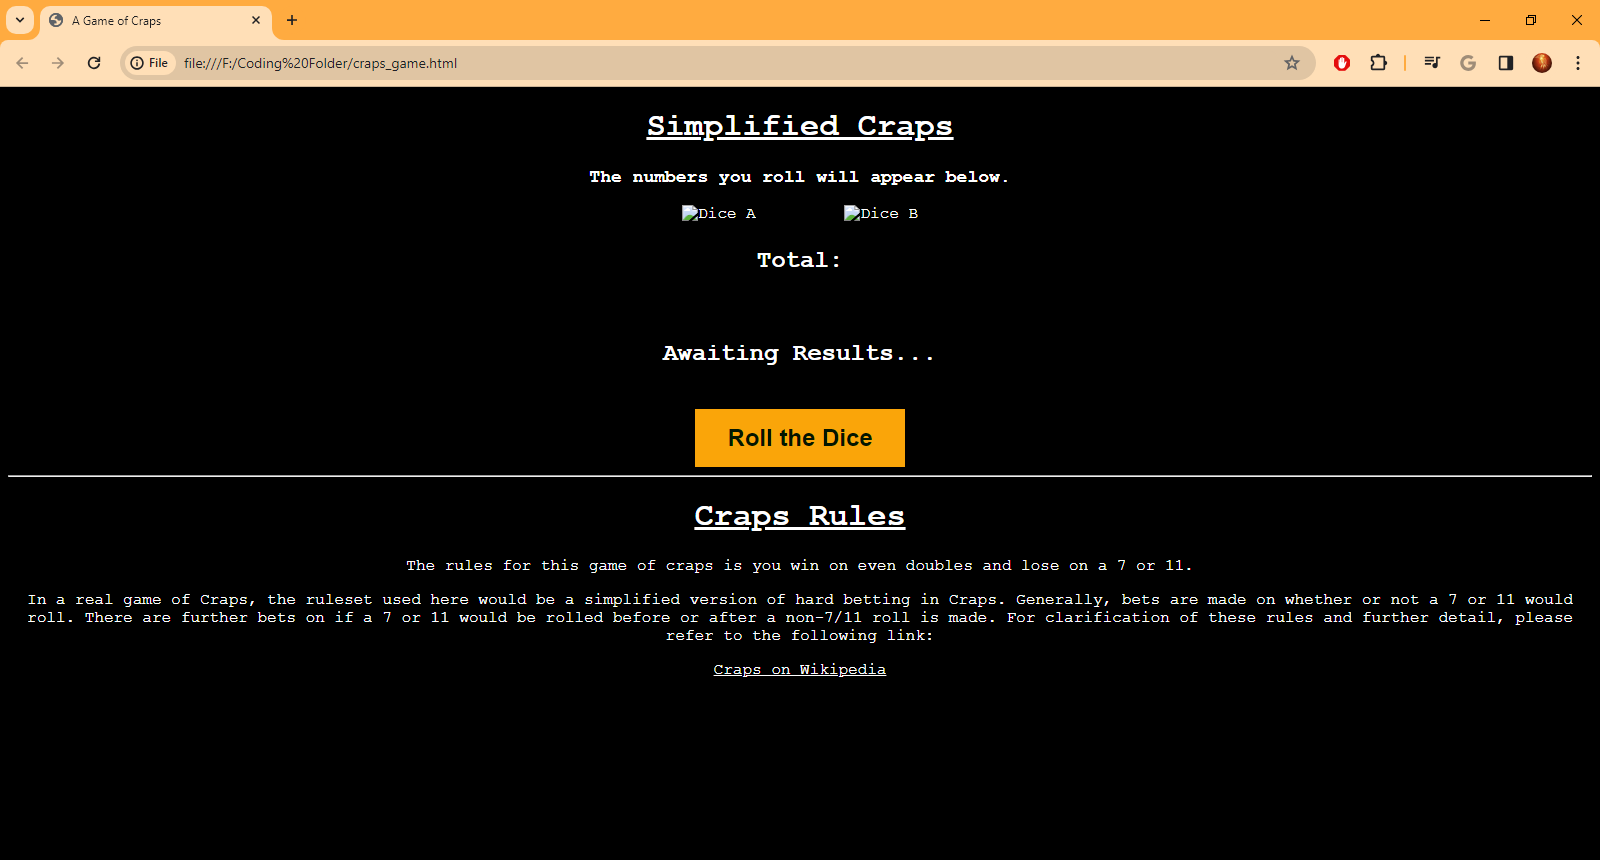 A Game of Craps
File file:///F:/Coding%20Folder/craps_game.html
Simplified Craps
The numbers you roll will appear below.
Dice A Dice B
Total:
Awaiting Results...
Roll the Dice
Craps Rules
The rules for this game of craps is you win on even doubles and lose on a 7 or 11.
In a real game of Craps, the ruleset used here would be a simplified version of hard betting in Craps. Generally, bets are made on whether or not a 7 or 11 would
roll. There are further bets on if a 7 or 11 would be rolled before or after a non-7/11 roll is made. For clarification of these rules and further detail, please
refer to the following link:
Craps on Wikipedia